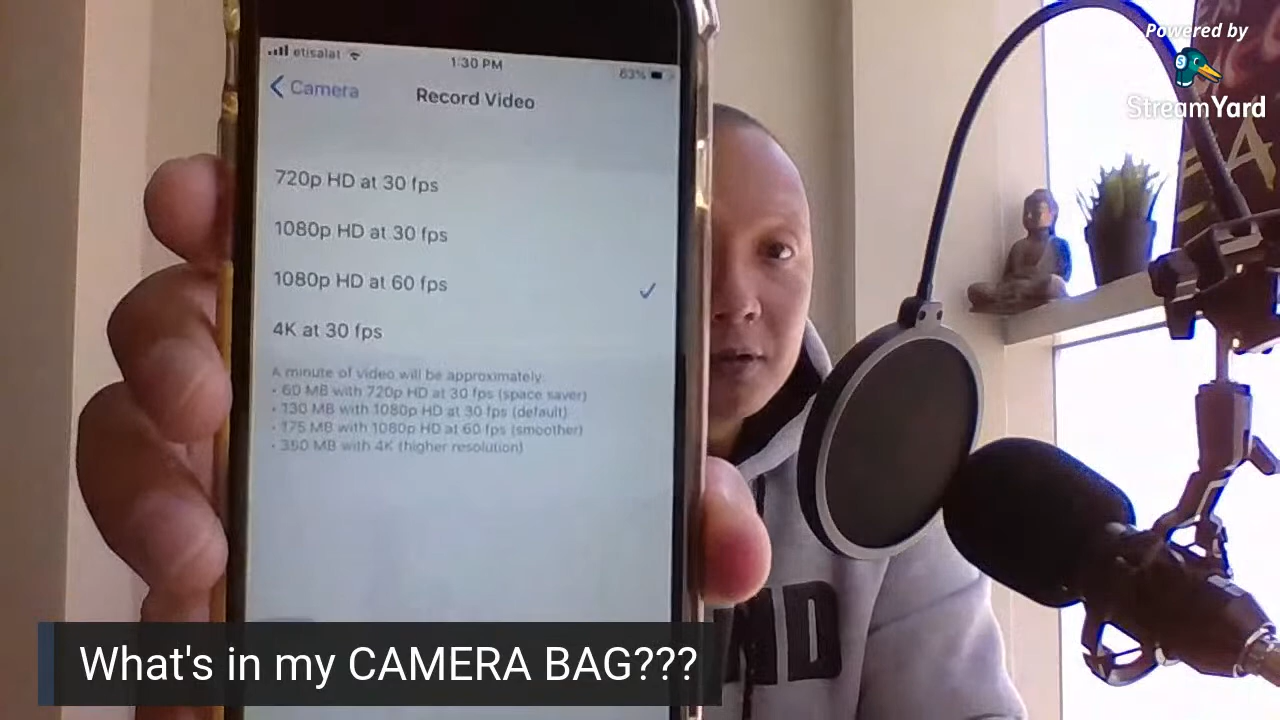 Powered by
StreamYard
etisalat
1:30 PM
63%
Camera
Record Video
720p HD at 30 fps
1080p HD at 30 fps
1080p HD at 60 fps
4K at 30 fps
A minute of video will be approximately:
• 60 MB with 720p HD at 30 fps (space saver)
• 130 MB with 1080p HD at 30 fps (default)
• 175 MB with 1080p HD at 60 fps (smoother)
• 350 MB with 4K (higher resolution)
ND
What's in my CAMERA BAG???